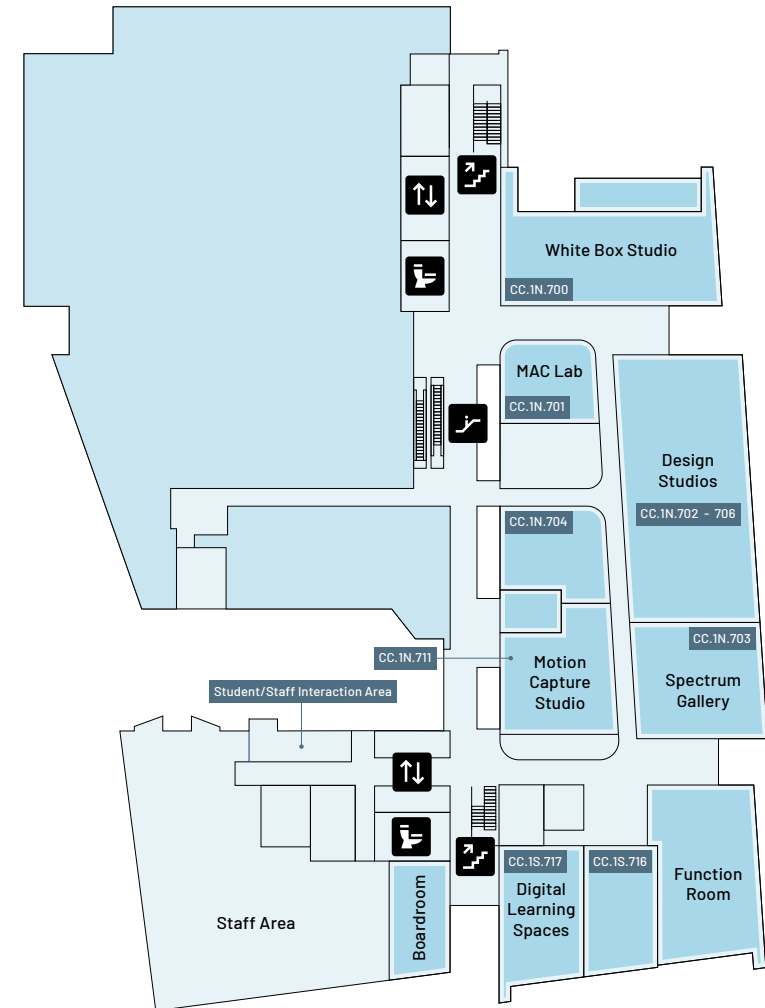 White Box Studio
CC.1N.700
MAC Lab
CC.1N.701
Design
Studios
CC.1N.702 - 706
CC.1N.704
CC.1N.703
CC.1N.711
Motion
Capture
Studio
Spectrum
Gallery
Student/Staff Interaction Area
CC.1S.717
CC.1S.716
Digital
Learning
Spaces
Function
Room
Boardroom
Staff Area